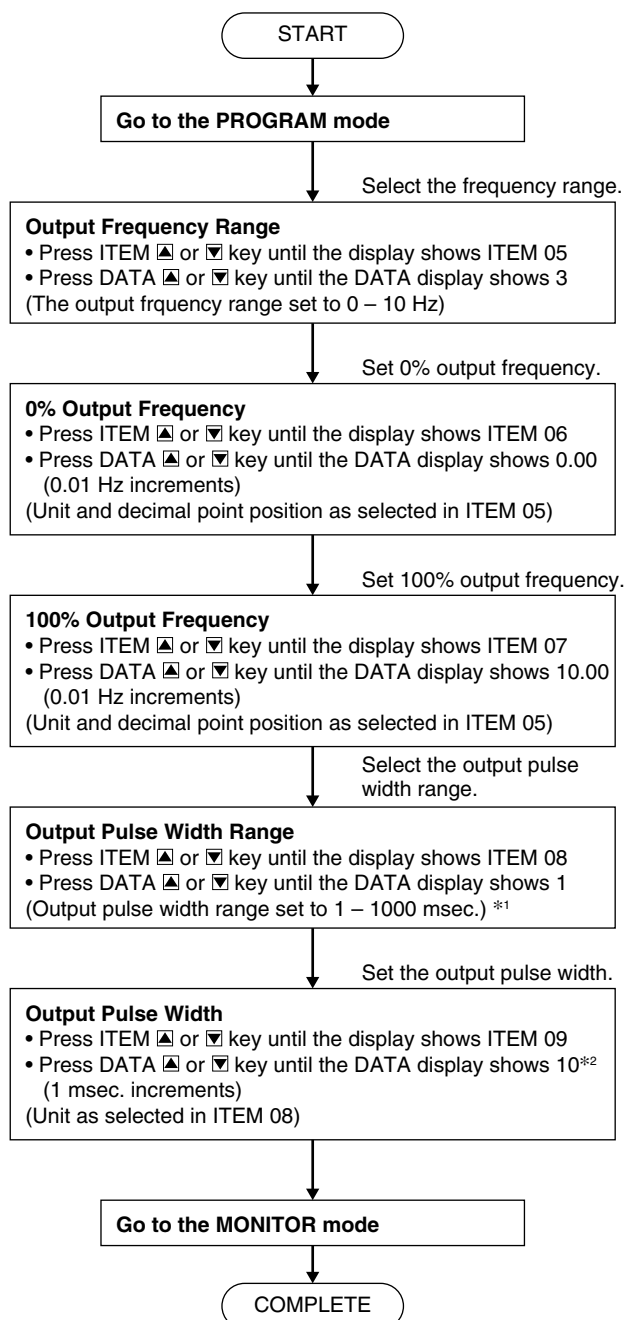 START
Go to the PROGRAM mode
Select the frequency range.
Output Frequency Range
• Press ITEM ▲ or ▼ key until the display shows ITEM 05
• Press DATA ▲ or ▼ key until the DATA display shows 3
(The output frquency range set to 0 – 10 Hz)
Set 0% output frequency.
0% Output Frequency
• Press ITEM ▲ or ▼ key until the display shows ITEM 06
• Press DATA ▲ or ▼ key until the DATA display shows 0.00
(0.01 Hz increments)
(Unit and decimal point position as selected in ITEM 05)
Set 100% output frequency.
100% Output Frequency
• Press ITEM ▲ or ▼ key until the display shows ITEM 07
• Press DATA ▲ or ▼ key until the DATA display shows 10.00
(0.01 Hz increments)
(Unit and decimal point position as selected in ITEM 05)
Select the output pulse
width range.
Output Pulse Width Range
• Press ITEM ▲ or ▼ key until the display shows ITEM 08
• Press DATA ▲ or ▼ key until the DATA display shows 1
(Output pulse width range set to 1 – 1000 msec.) *1
Set the output pulse width.
Output Pulse Width
• Press ITEM ▲ or ▼ key until the display shows ITEM 09
• Press DATA ▲ or ▼ key until the DATA display shows 10*2
(1 msec. increments)
(Unit as selected in ITEM 08)
Go to the MONITOR mode
COMPLETE